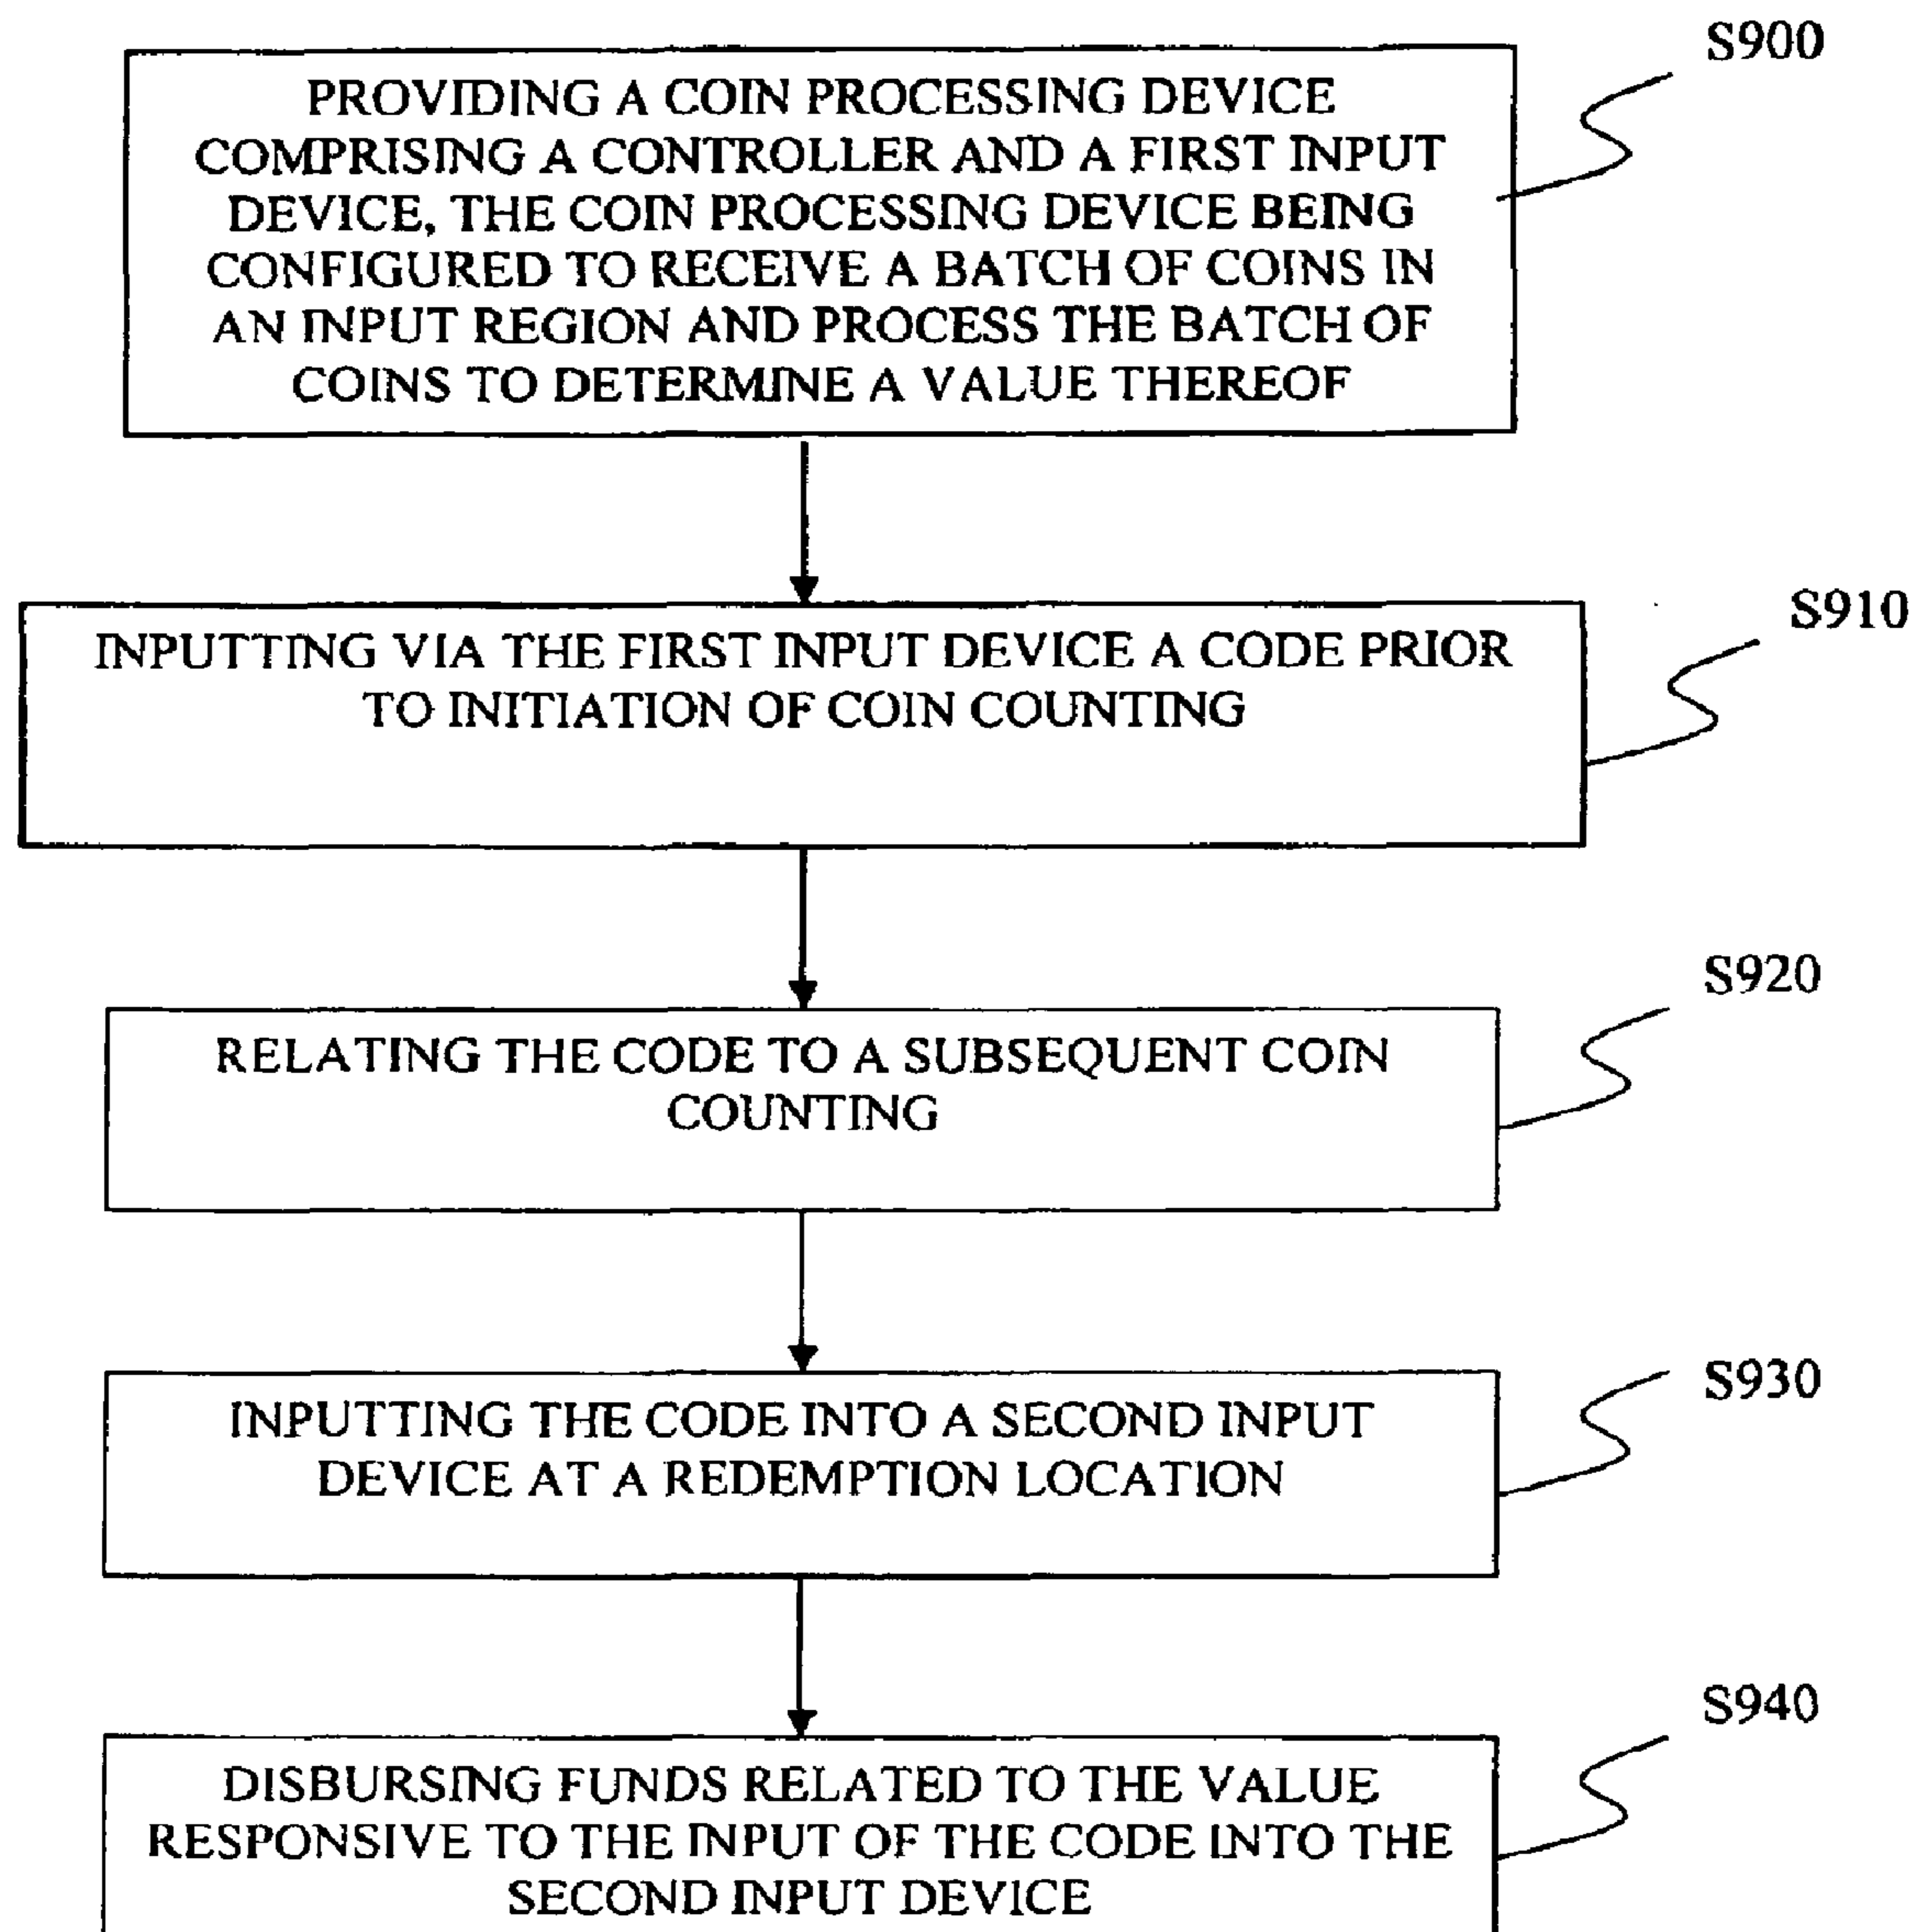 S900
PROVIDING A COIN PROCESSING DEVICE
COMPRISING A CONTROLLER AND A FIRST INPUT
DEVICE, THE COIN PROCESSING DEVICE BEING
CONFIGURED TO RECEIVE A BATCH OF COINS IN
AN INPUT REGION AND PROCESS THE BATCH OF
COINS TO DETERMINE A VALUE THEREOF
S910
INPUTTING VIA THE FIRST INPUT DEVICE A CODE PRIOR
TO INITIATION OF COIN COUNTING
S920
RELATING THE CODE TO A SUBSEQUENT COIN
COUNTING
S930
INPUTTING THE CODE INTO A SECOND INPUT
DEVICE AT A REDEMPTION LOCATION
S940
DISBURSING FUNDS RELATED TO THE VALUE
RESPONSIVE TO THE INPUT OF THE CODE INTO THE
SECOND INPUT DEVICE